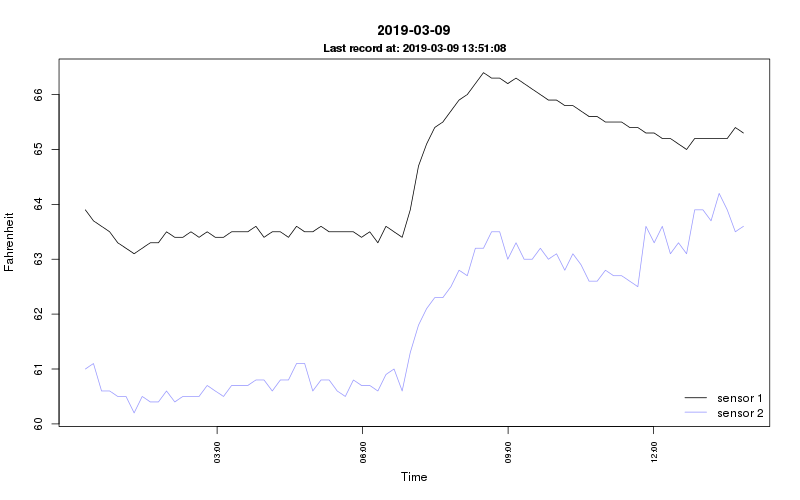 2019-03-09
Last record at: 2019-03-09 13:51:08
Fahrenheit
66
65
64
63
62
61
60
sensor 1
sensor 2
03:00
06:00
09:00
12:00
Time